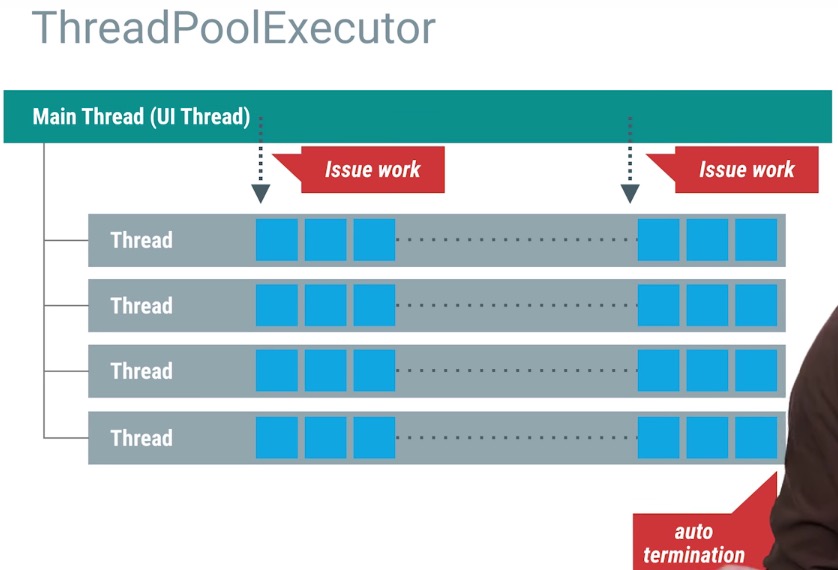 ThreadPoolExecutor
Main Thread (UI Thread)
Issue work
Issue work
Thread
Thread
Thread
Thread
auto
termination